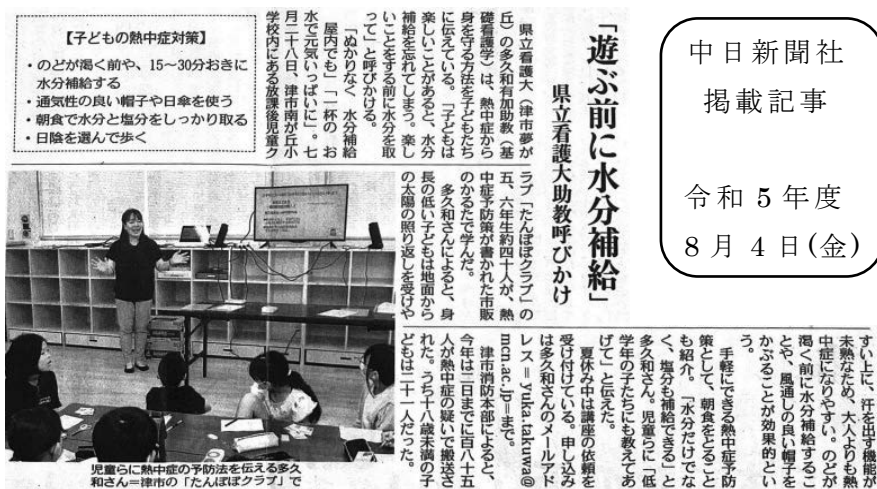 中日新聞社
掲載記事
令和5年度
8月4日(金)
「遊ぶ前に水分補給」
県立看護大助教呼びかけ
県立看護大(津市夢が
丘)の多久和有加助教(基
礎看護学)は、熱中症から
身を守る方法を子どもたち
に伝えている。「子どもは
楽しいことがあると、水分
補給を忘れてしまう。楽し
いことをする前に水分を取
って」と呼びかける。
「ぬかりなく 水分補給
屋内でも」「一杯の お
水で元気いっぱいに」。七
月二十八日、津市南が丘小
学校内にある放課後児童ク
ラブ「たんぽぽクラブ」の
五、六年生約四十人が、熱
中症予防策が書かれた市販
のかるたで学んだ。
多久和さんによると、身
長の低い子どもは地面から
の太陽の照り返しを受けや
すい上に、汗を出す機能が
未熟なため、大人よりも熱
中症になりやすい。のどが
渇く前に水分補給するこ
とや、風通しの良い帽子を
かぶることが効果的とい
う。
手軽にできる熱中症予防
策として、朝食をとること
も紹介。「水分だけでな
く、塩分も補給できる」と
多久和さん。児童らに「低
学年の子たちにも教えてあ
げて」と伝えた。
夏休み中は講座の依頼を
受け付けている。申し込み
は多久和さんのメールアド
レス=yuka.takuwa@
mcn.ac.jp=まで。
津市消防本部によると、
今年は二日までに百八十五
人が熱中症の疑いで搬送さ
れた。うち十八歳未満の子
どもは二十一人だった。
【子どもの熱中症対策】
・のどが渇く前や、15〜30分おきに
水分補給する
・通気性の良い帽子や日傘を使う
・朝食で水分と塩分をしっかり取る
・日陰を選んで歩く
児童らに熱中症の予防法を伝える多久
和さん=津市の「たんぽぽクラブ」で